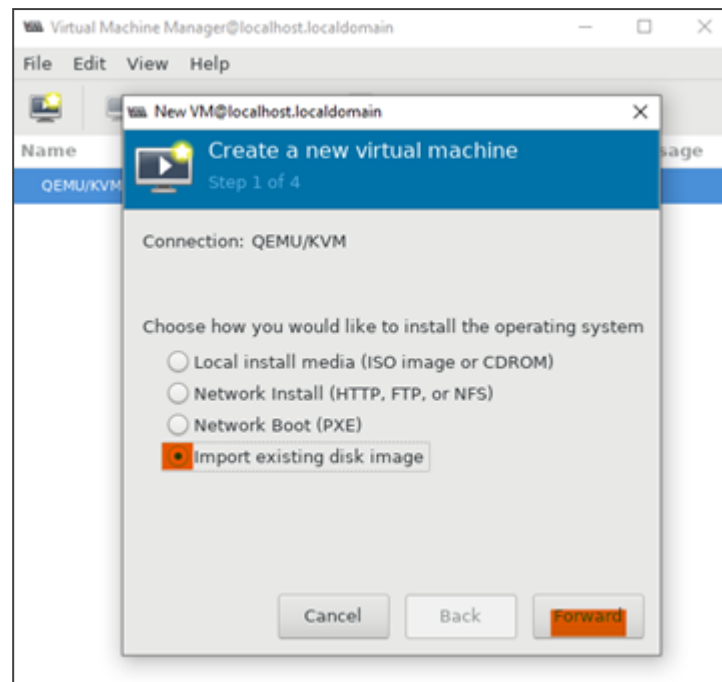 Virtual Machine Manager@localhost.localdomain
File Edit View Help
New VM@localhost.localdomain
Name
Create a new virtual machine
sage
QEMU/KVM
Step 1 of 4
Connection: QEMU/KVM
Choose how you would like to install the operating system
Local install media (ISO image or CDROM)
Network Install (HTTP, FTP, or NFS)
Network Boot (PXE)
Import existing disk image
Cancel Back Forward